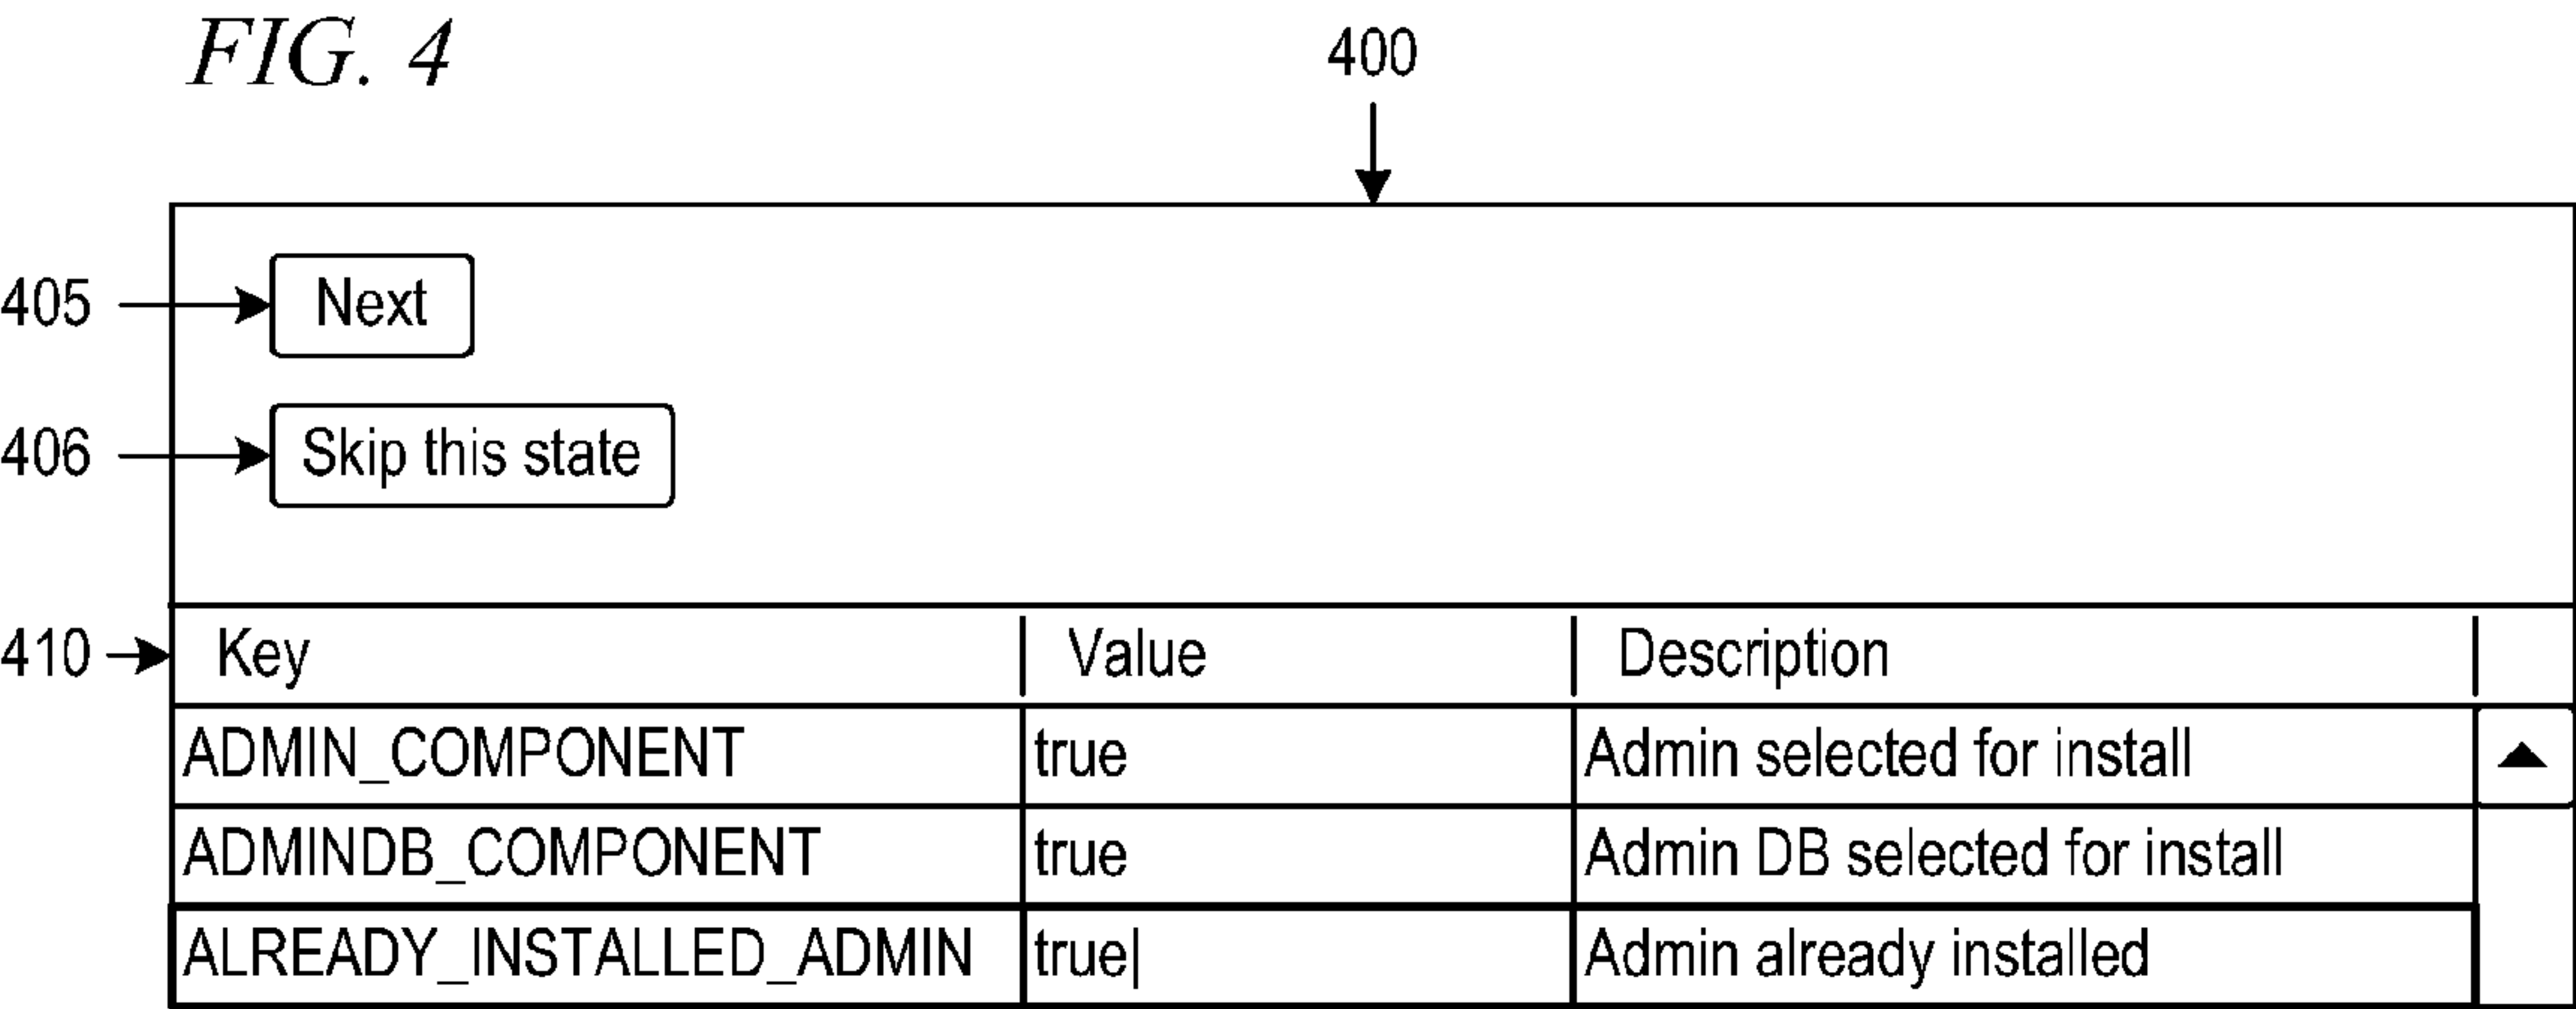 FIG. 4
400
405 Next
406 Skip this state
410 Key Value Description
ADMIN_COMPONENT true Admin selected for install
ADMINDB_COMPONENT true Admin DB selected for install
ALREADY_INSTALLED_ADMIN true| Admin already installed